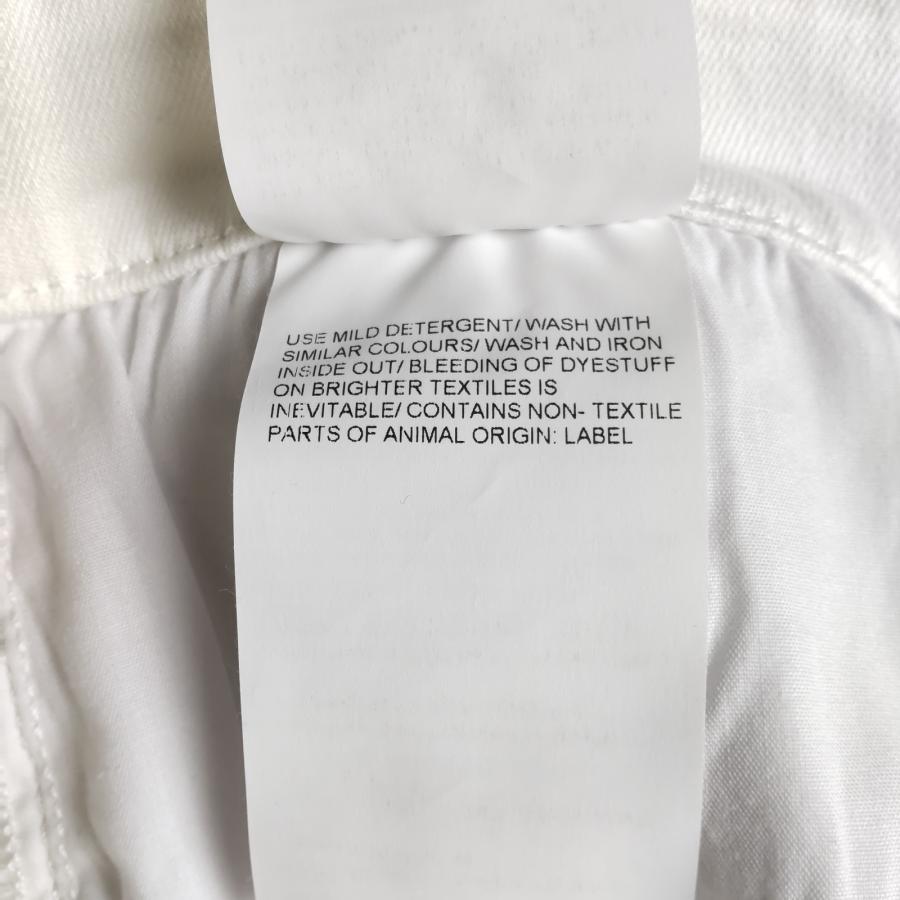 USE MILD DETERGENT/ WASH WITH
SIMILAR COLOURS/ WASH AND IRON
INSIDE OUT/ BLEEDING OF DYESTUFF
ON BRIGHTER TEXTILES IS
INEVITABLE/ CONTAINS NON- TEXTILE
PARTS OF ANIMAL ORIGIN: LABEL